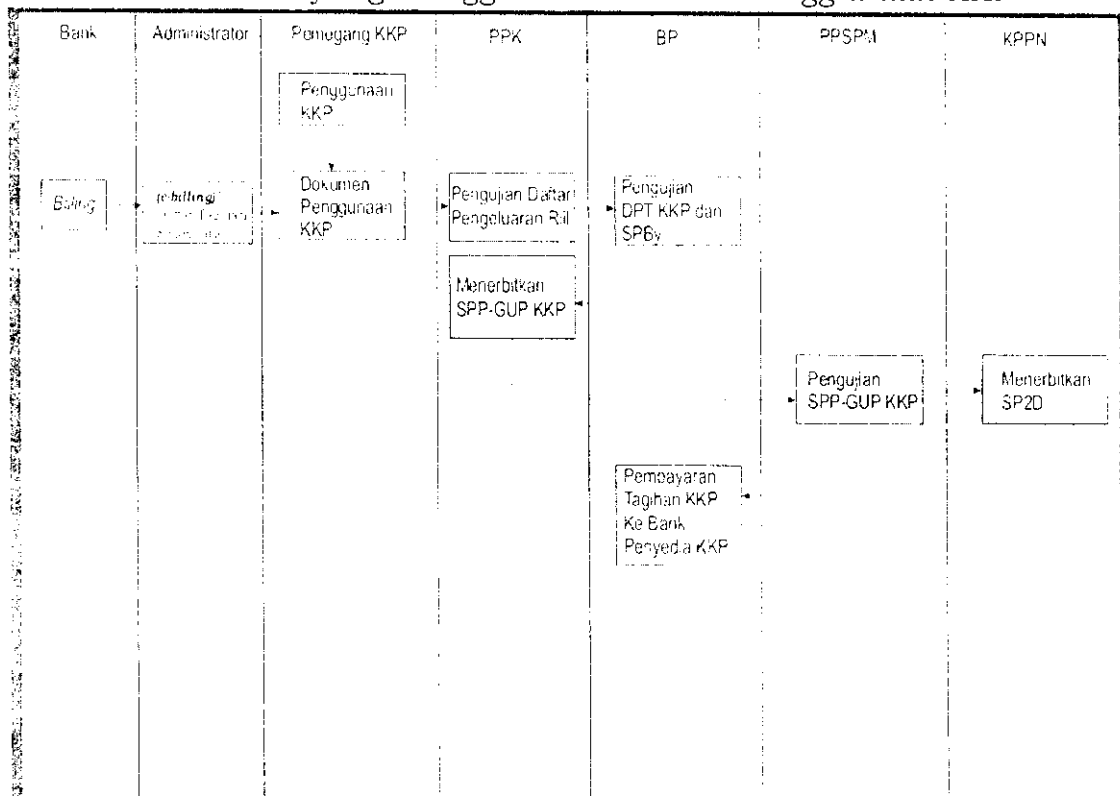 Bank Administrator Pemegang KKP PPK BP PPSPM KPPN
Penggunaan
KKP
Billing
(e-billing)
Dokumen
Penggunaan
KKP
Pengujian Daftar
Pengeluaran Riil
Pengujian
DPT KKP dan
SPBy
Menerbitkan
SPP-GUP KKP
Pengujian
SPP-GUP KKP
Menerbitkan
SP2D
Pembayaran
Tagihan KKP
Ke Bank
Penyedia KKP